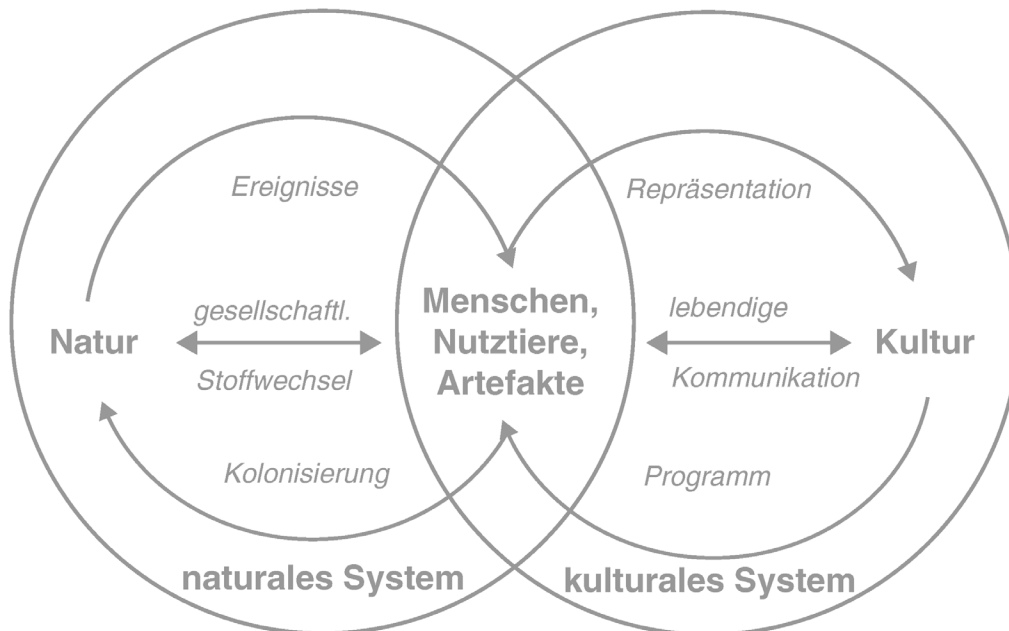 Ereignisse
Repräsentation
gesellschaftl.
Stoffwechsel
Natur
Menschen,
Nutztiere,
Artefakte
lebendige
Kommunikation
Kultur
Kolonisierung
Programm
naturales System
kulturales System